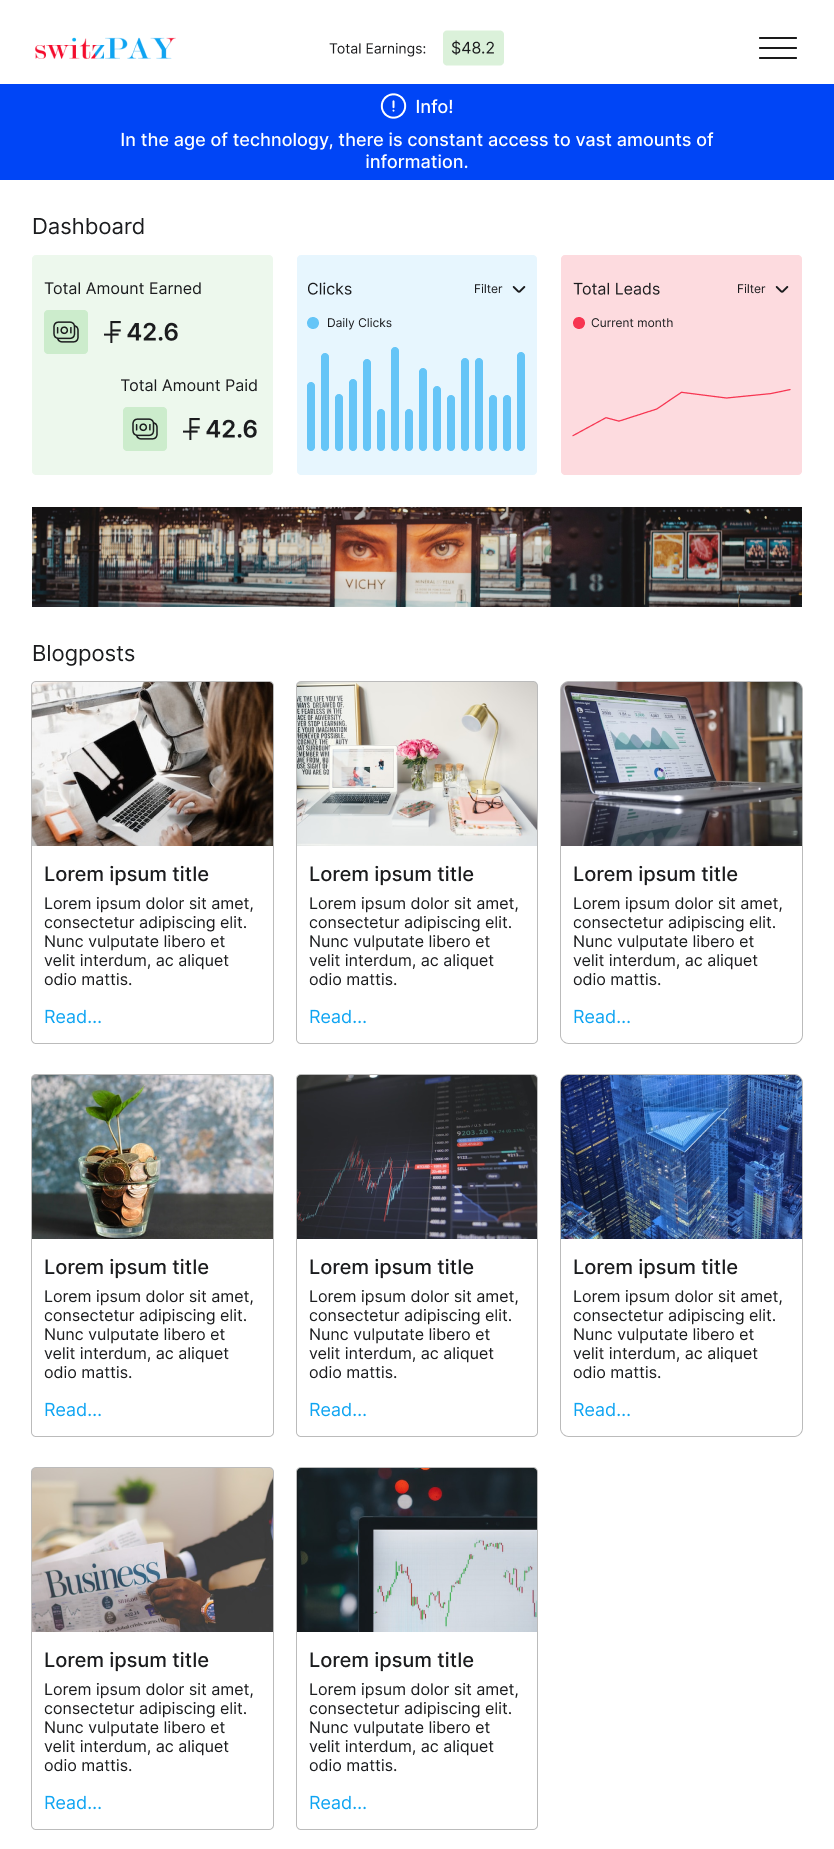 switzPAY
Total Earnings:
$48.2
Info!
In the age of technology, there is constant access to vast amounts of
information.
Dashboard
Total Amount Earned
42.6
Total Amount Paid
42.6
Clicks
Filter
Daily Clicks
Total Leads
Filter
Current month
VICHY
18
Blogposts
Lorem ipsum title
Lorem ipsum dolor sit amet,
consectetur adipiscing elit.
Nunc vulputate libero et
velit interdum, ac aliquet
odio mattis.
Read...
Lorem ipsum title
Lorem ipsum dolor sit amet,
consectetur adipiscing elit.
Nunc vulputate libero et
velit interdum, ac aliquet
odio mattis.
Read...
Lorem ipsum title
Lorem ipsum dolor sit amet,
consectetur adipiscing elit.
Nunc vulputate libero et
velit interdum, ac aliquet
odio mattis.
Read...
Lorem ipsum title
Lorem ipsum dolor sit amet,
consectetur adipiscing elit.
Nunc vulputate libero et
velit interdum, ac aliquet
odio mattis.
Read...
9203.20
Lorem ipsum title
Lorem ipsum dolor sit amet,
consectetur adipiscing elit.
Nunc vulputate libero et
velit interdum, ac aliquet
odio mattis.
Read...
Lorem ipsum title
Lorem ipsum dolor sit amet,
consectetur adipiscing elit.
Nunc vulputate libero et
velit interdum, ac aliquet
odio mattis.
Read...
Business
Lorem ipsum title
Lorem ipsum dolor sit amet,
consectetur adipiscing elit.
Nunc vulputate libero et
velit interdum, ac aliquet
odio mattis.
Read...
Lorem ipsum title
Lorem ipsum dolor sit amet,
consectetur adipiscing elit.
Nunc vulputate libero et
velit interdum, ac aliquet
odio mattis.
Read...